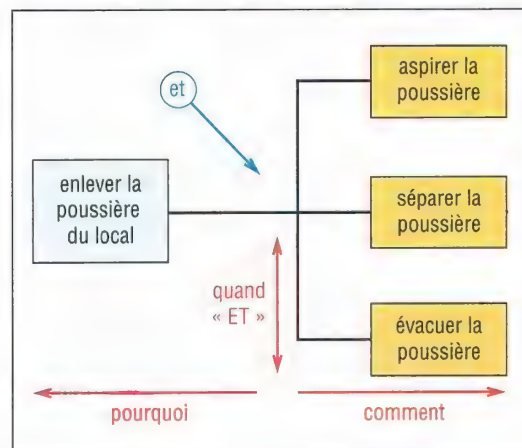 et
enlever la
poussière
du local
aspirer la
poussière
séparer la
poussière
évacuer la
poussière
quand
« ET »
pourquoi
comment